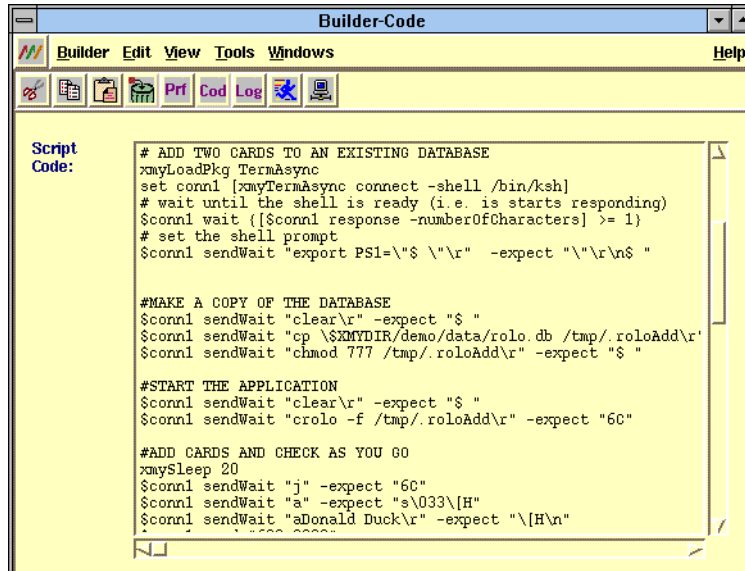 Builder-Code
Builder Edit View Tools Windows Help
Prf Cod Log
Script
Code:
# ADD TWO CARDS TO AN EXISTING DATABASE
xmyLoadPkg TermAsync
set conn1 [xmyTermAsync connect -shell /bin/ksh]
# wait until the shell is ready (i.e. is starts responding)
$conn1 wait {[$conn1 response -numberOfCharacters] >= 1}
# set the shell prompt
$conn1 sendWait "export PS1=\"$ \"\r"  -expect "\"\r\n$ "
#MAKE A COPY OF THE DATABASE
$conn1 sendWait "clear\r" -expect "$ "
$conn1 sendWait "cp \$XMYDIR/demo/data/rolo.db /tmp/.roloAdd\r"
$conn1 sendWait "chmod 777 /tmp/.roloAdd\r" -expect "$ "
#START THE APPLICATION
$conn1 sendWait "clear\r" -expect "$ "
$conn1 sendWait "crolo -f /tmp/.roloAdd\r" -expect "6C"
#ADD CARDS AND CHECK AS YOU GO
xmySleep 20
$conn1 sendWait "j" -expect "6C"
$conn1 sendWait "a" -expect "s\033\[H"
$conn1 sendWait "aDonald Duck\r" -expect "\[H\n"